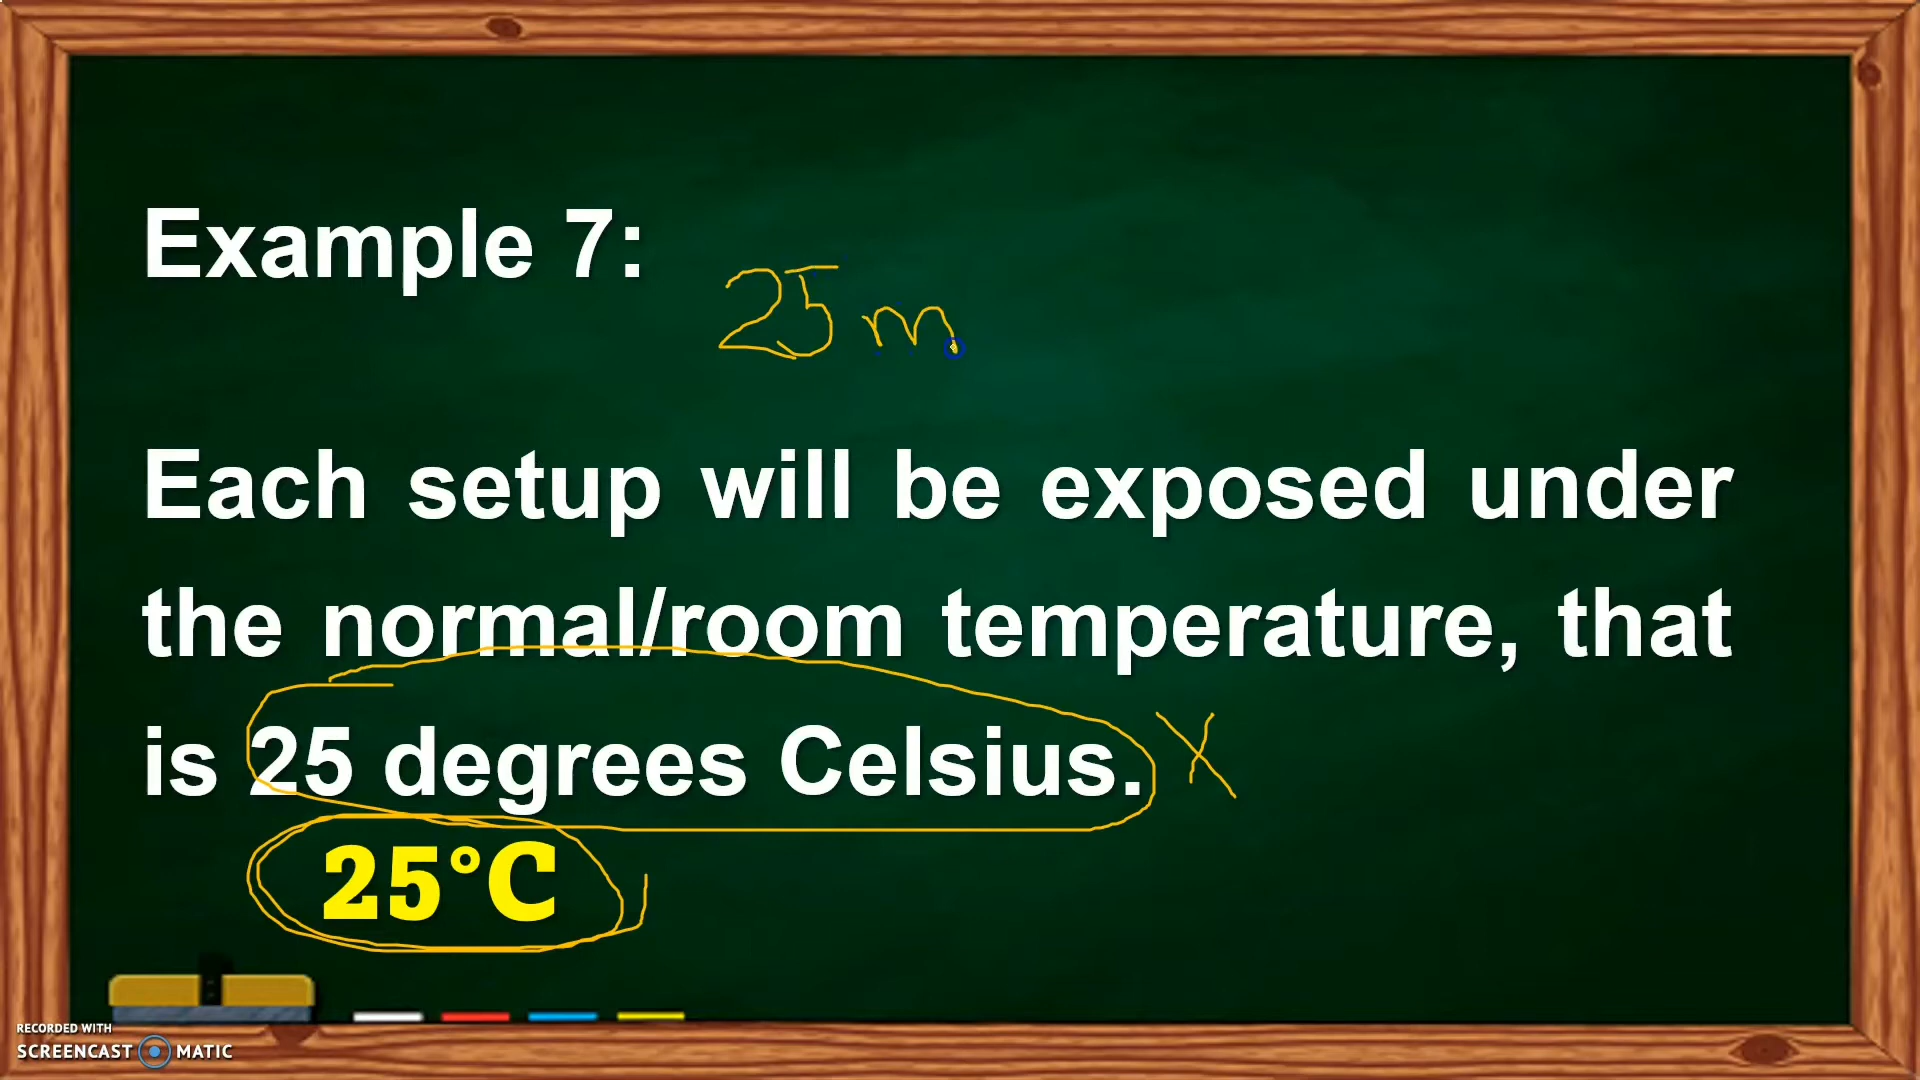 Example 7:
25 m
Each setup will be exposed under
the normal/room temperature, that
is 25 degrees Celsius. X
25°C
RECORDED WITH
SCREENCAST MATIC